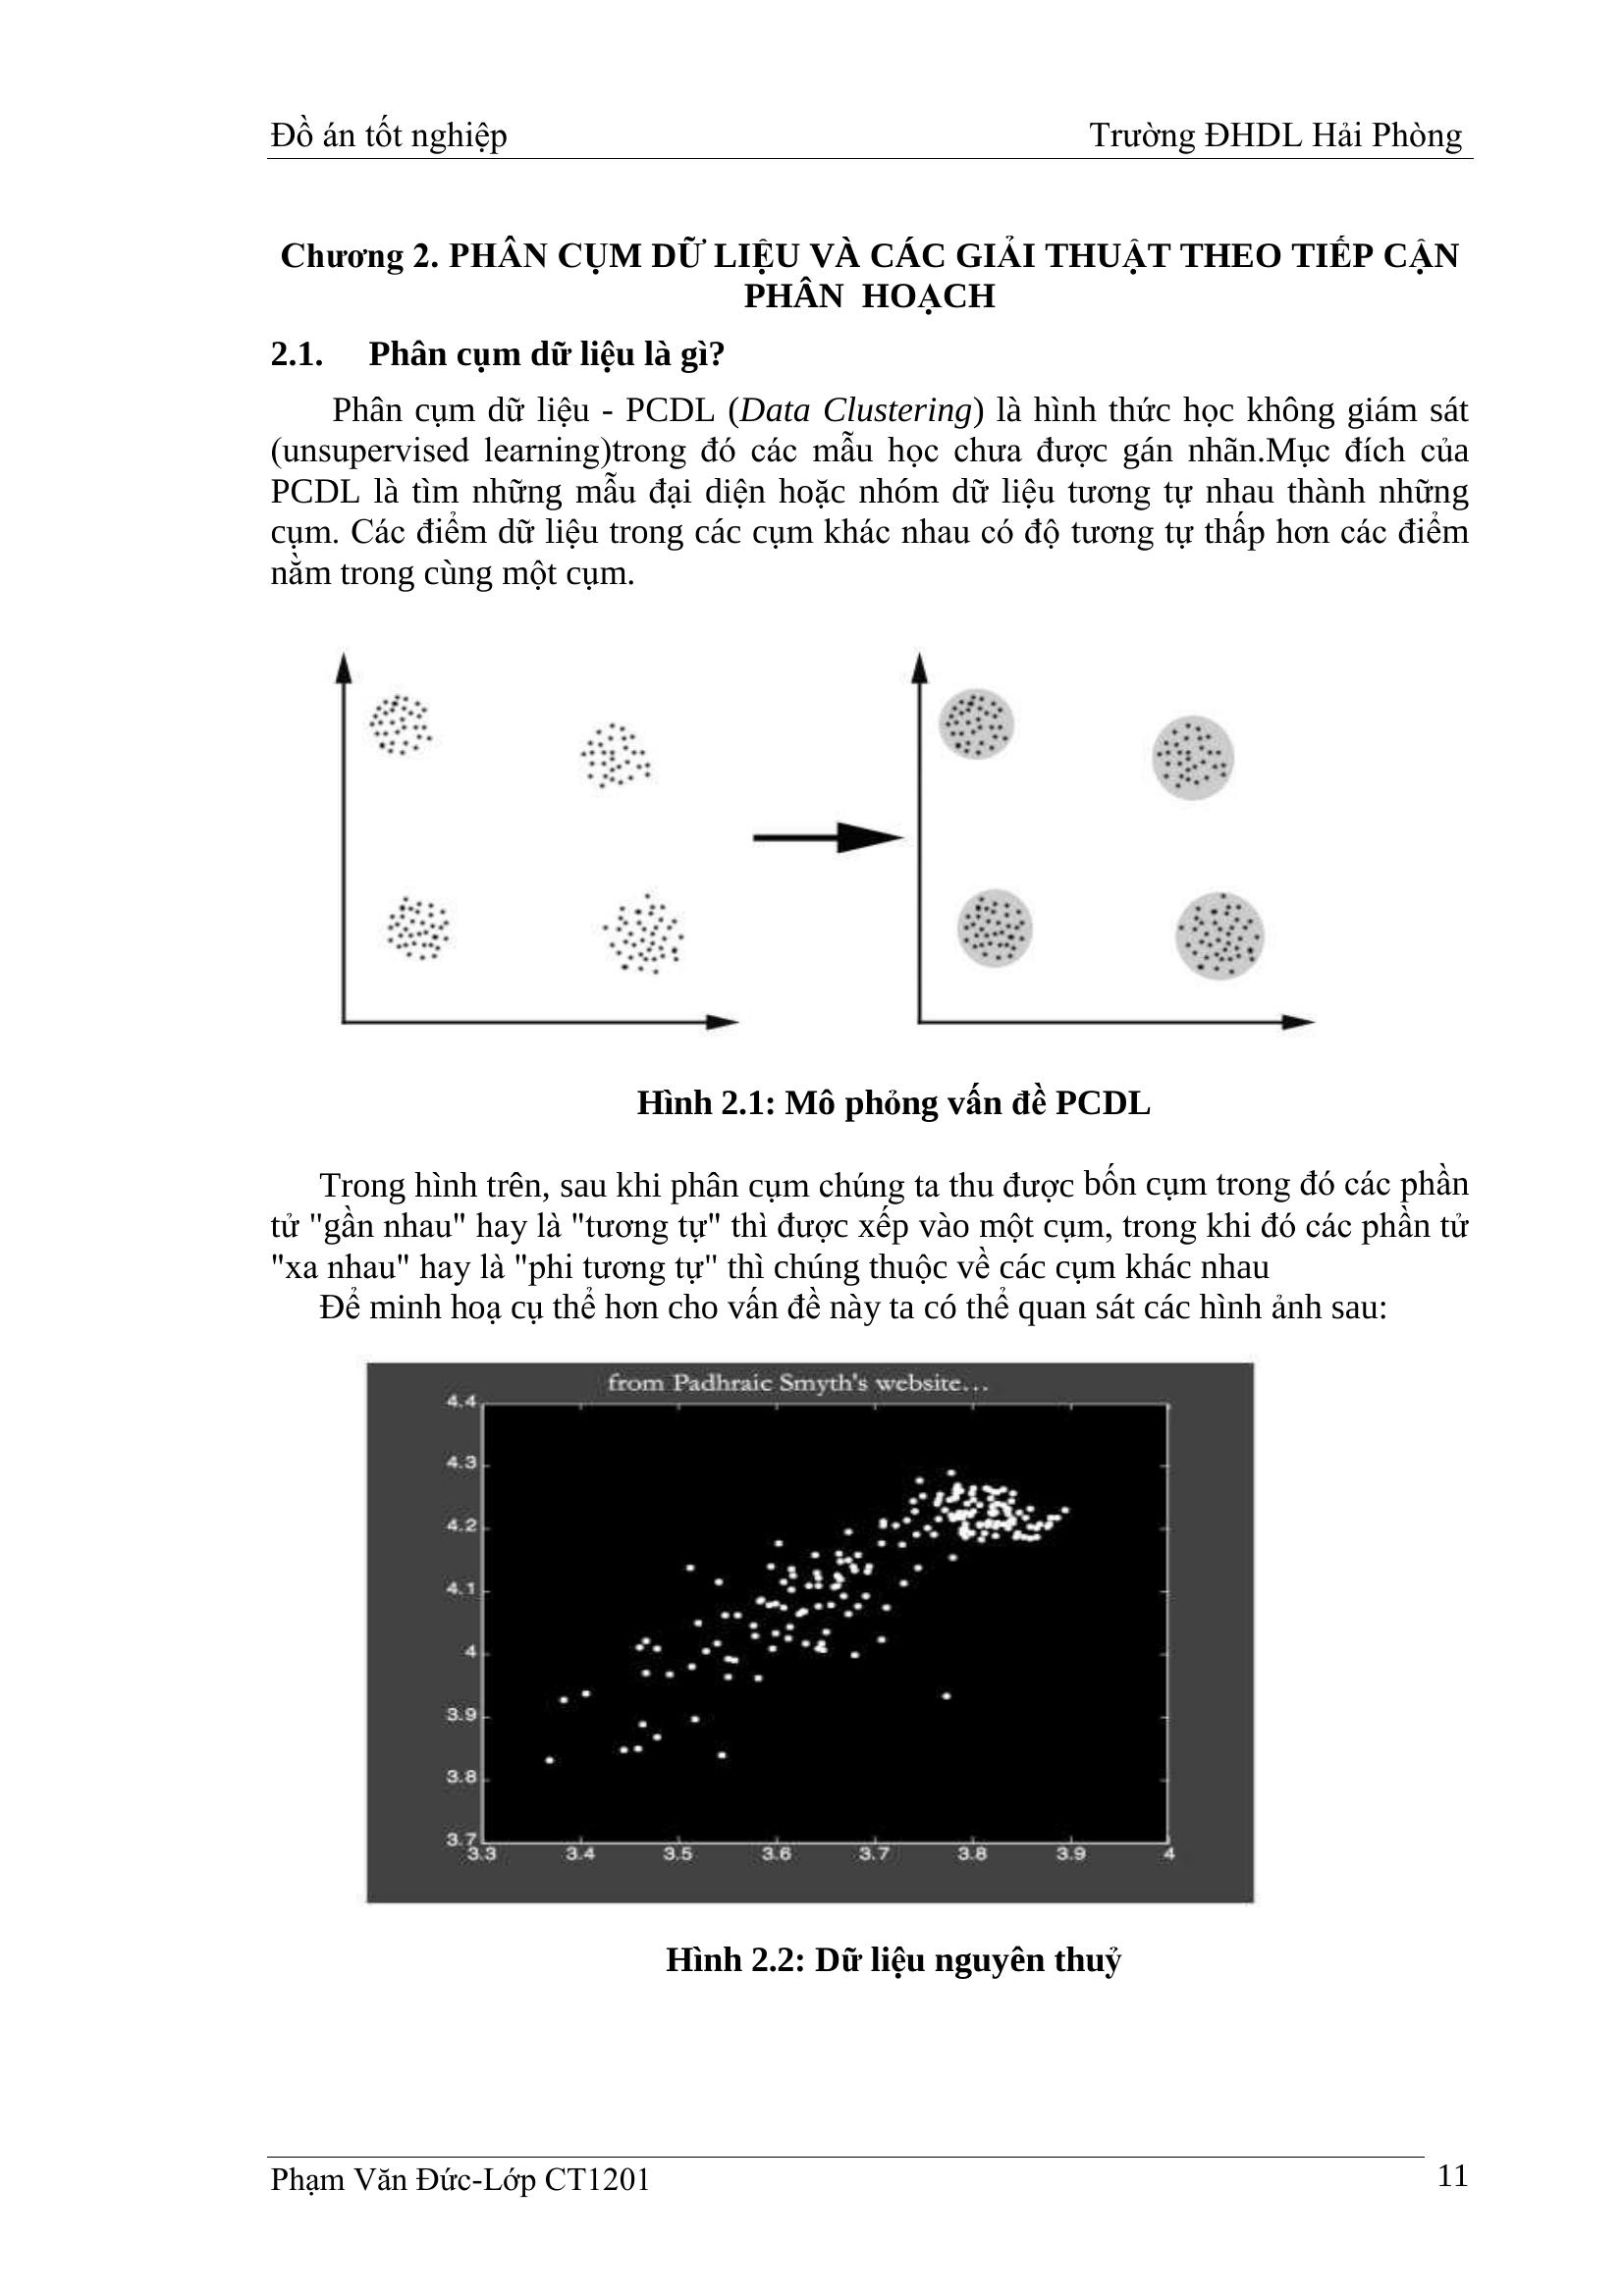 Đồ án tốt nghiệp Trường ĐHDL Hải Phòng
Chương 2. PHÂN CỤM DỮ LIỆU VÀ CÁC GIẢI THUẬT THEO TIẾP CẬN
PHÂN HOẠCH
2.1. Phân cụm dữ liệu là gì?
Phân cụm dữ liệu - PCDL (Data Clustering) là hình thức học không giám sát
(unsupervised learning)trong đó các mẫu học chưa được gán nhãn.Mục đích của
PCDL là tìm những mẫu đại diện hoặc nhóm dữ liệu tương tự nhau thành những
cụm. Các điểm dữ liệu trong các cụm khác nhau có độ tương tự thấp hơn các điểm
nằm trong cùng một cụm.
Hình 2.1: Mô phỏng vấn đề PCDL
Trong hình trên, sau khi phân cụm chúng ta thu được bốn cụm trong đó các phần
tử "gần nhau" hay là "tương tự" thì được xếp vào một cụm, trong khi đó các phần tử
"xa nhau" hay là "phi tương tự" thì chúng thuộc về các cụm khác nhau
Để minh hoạ cụ thể hơn cho vấn đề này ta có thể quan sát các hình ảnh sau:
from Padhraic Smyth's website...
4.4
4.3
4.2
4.1
4
3.9
3.8
3.7
3.3 3.4 3.5 3.6 3.7 3.8 3.9 4
Hình 2.2: Dữ liệu nguyên thuỷ
Phạm Văn Đức-Lớp CT1201 11